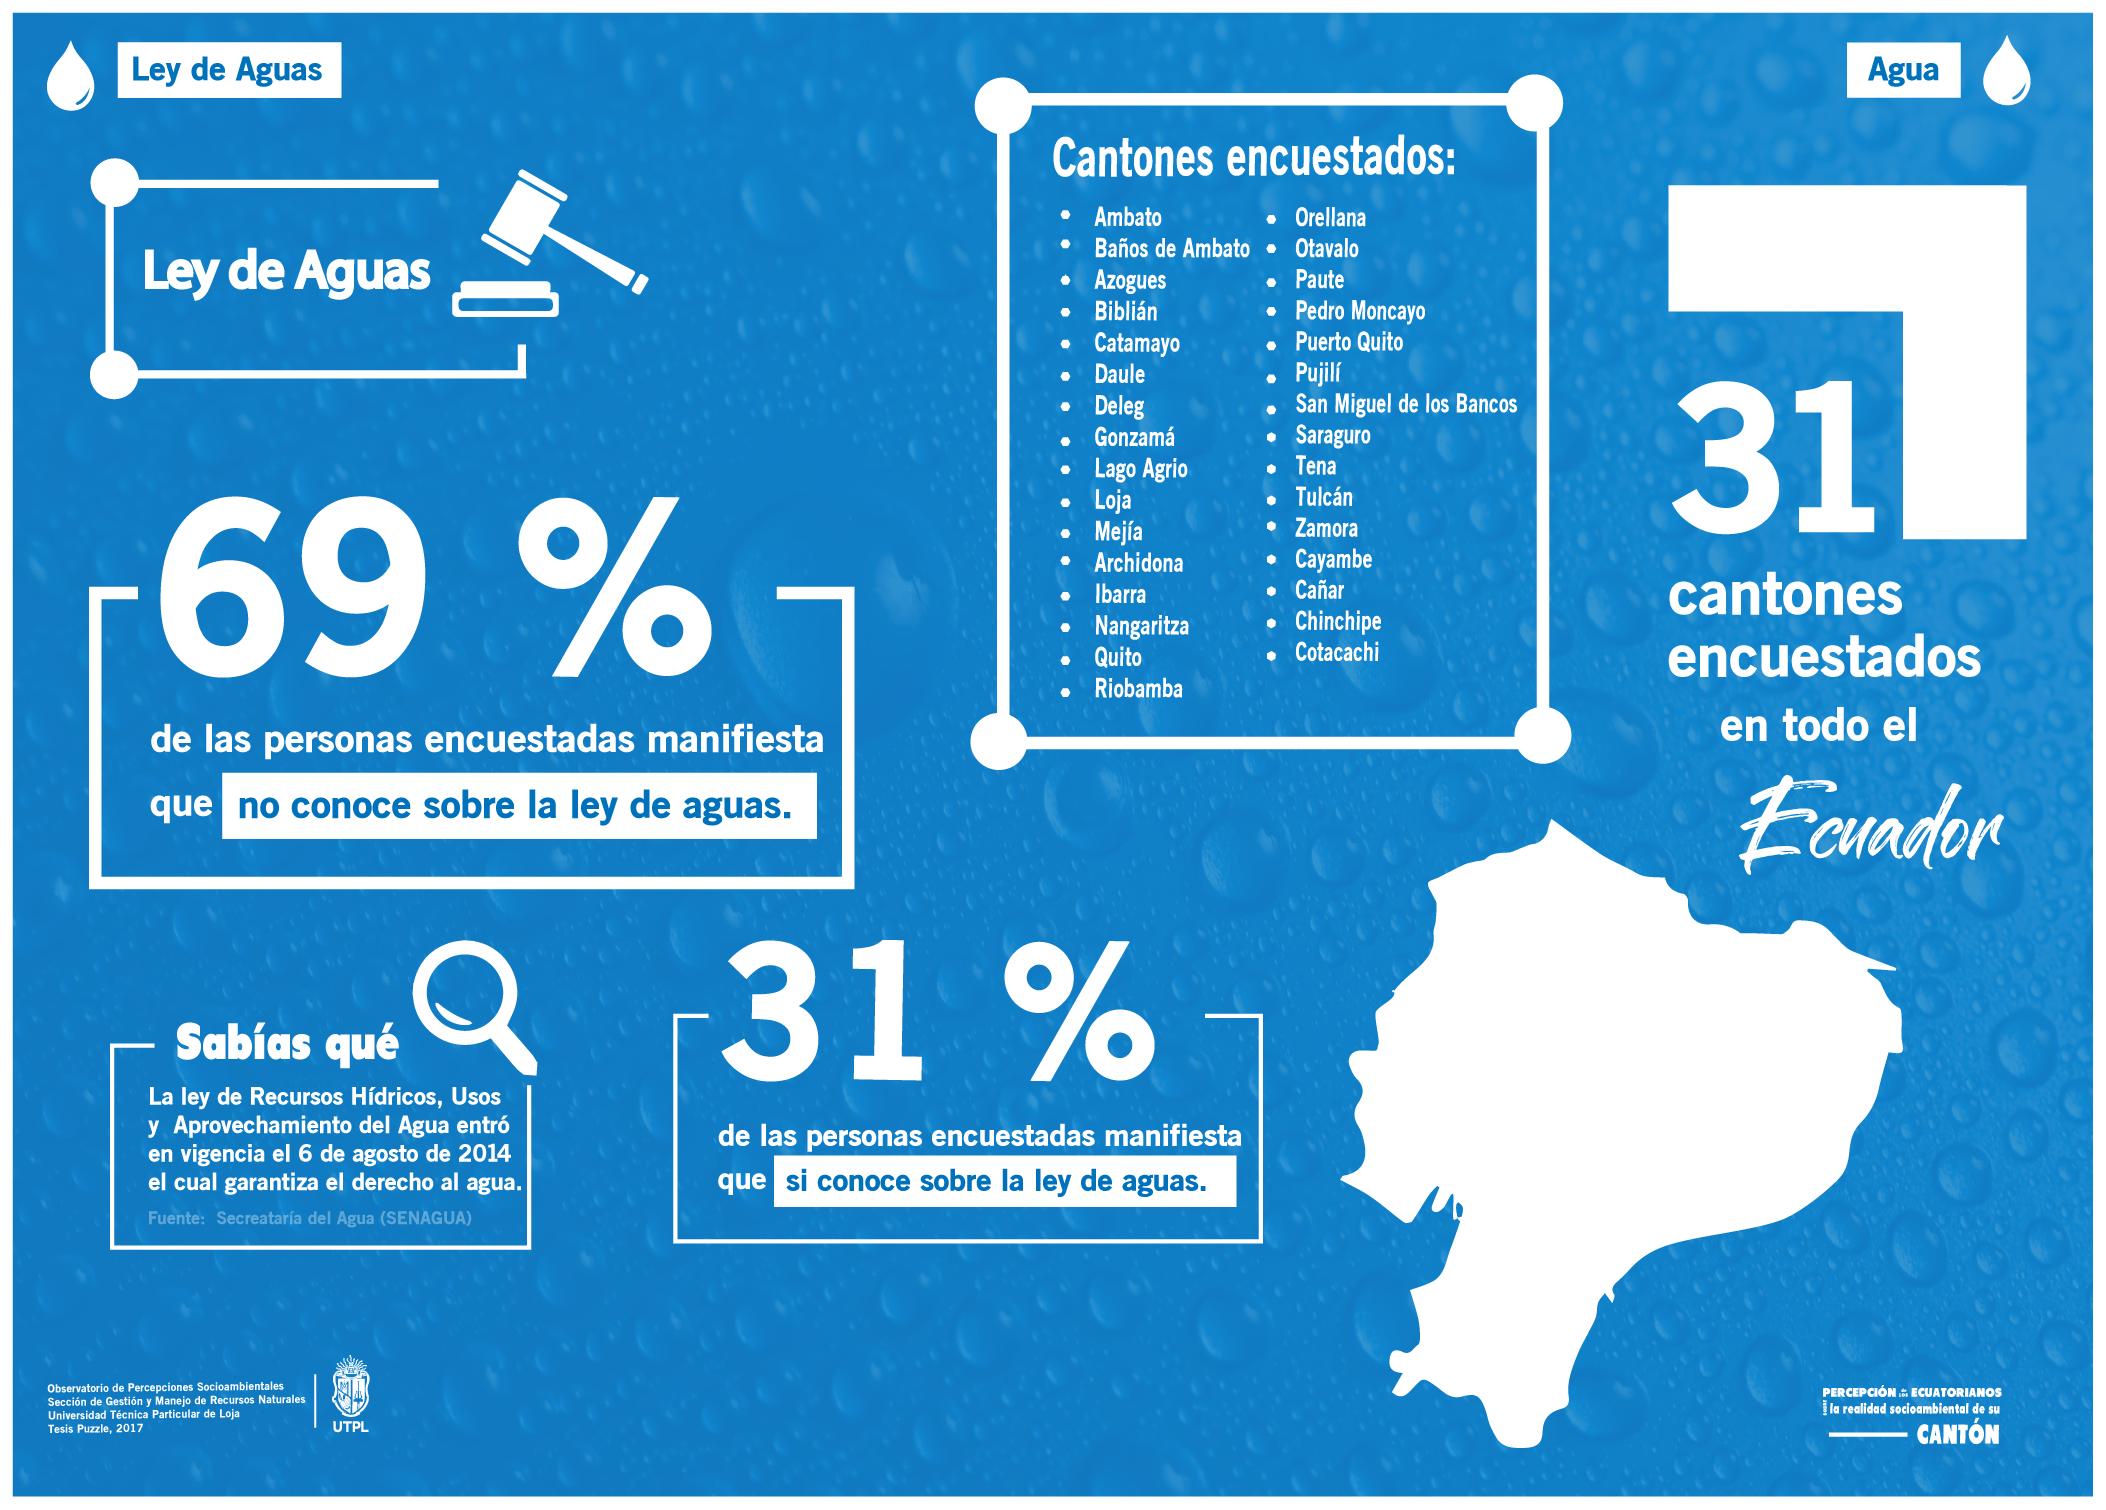 Ley de Aguas
Agua
Ley de Aguas
69 %
de las personas encuestadas manifiesta
que no conoce sobre la ley de aguas.
Sabías qué
La ley de Recursos Hídricos, Usos
y Aprovechamiento del Agua entró
en vigencia el 6 de agosto de 2014
el cual garantiza el derecho al agua.
Fuente: Secreataría del Agua (SENAGUA)
31 %
de las personas encuestadas manifiesta
que si conoce sobre la ley de aguas.
Cantones encuestados:
Ambato
Baños de Ambato
Azogues
Biblián
Catamayo
Daule
Deleg
Gonzamá
Lago Agrio
Loja
Mejía
Archidona
Ibarra
Nangaritza
Quito
Riobamba
Orellana
Otavalo
Paute
Pedro Moncayo
Puerto Quito
Pujilí
San Miguel de los Bancos
Saraguro
Tena
Tulcán
Zamora
Cayambe
Cañar
Chinchipe
Cotacachi
31
cantones
encuestados
en todo el
Ecuador
Observatorio de Percepciones Socioambientales
Sección de Gestión y Manejo de Recursos Naturales
Universidad Técnica Particular de Loja
Tesis Puzzle, 2017
UTPL
PERCEPCIÓN de los ECUATORIANOS
sobre la realidad socioambiental de su
CANTÓN